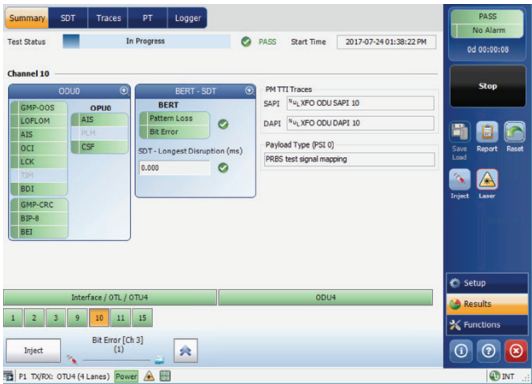 Summary SDT Traces PT Logger
PASS
No Alarm
0d 00:00:08
Test Status In Progress PASS Start Time 2017-07-24 01:38:22 PM
Stop
Channel 10
ODU0
GMP-OOS
LOFLOM
AIS
OCI
LCK
TIM
BDI
GMP-CRC
BIP-8
BEI
OPU0
AIS
PLM
CSF
BERT - SDT
BERT
Pattern Loss
Bit Error
SDT - Longest Disruption (ms)
0.000
PM TTI Traces
SAPI NUL XFO ODU SAPI 10
DAPI NUL XFO ODU DAPI 10
Payload Type (PSI 0)
PRBS test signal mapping
Save
Load
Report
Reset
Inject
Laser
Setup
Results
Functions
Interface / OTL / OTU4
ODU4
1 2 3 9 10 11 15
Inject
Bit Error [Ch 3]
(1)
P1 TX/RX: OTU4 (4 Lanes) Power
INT